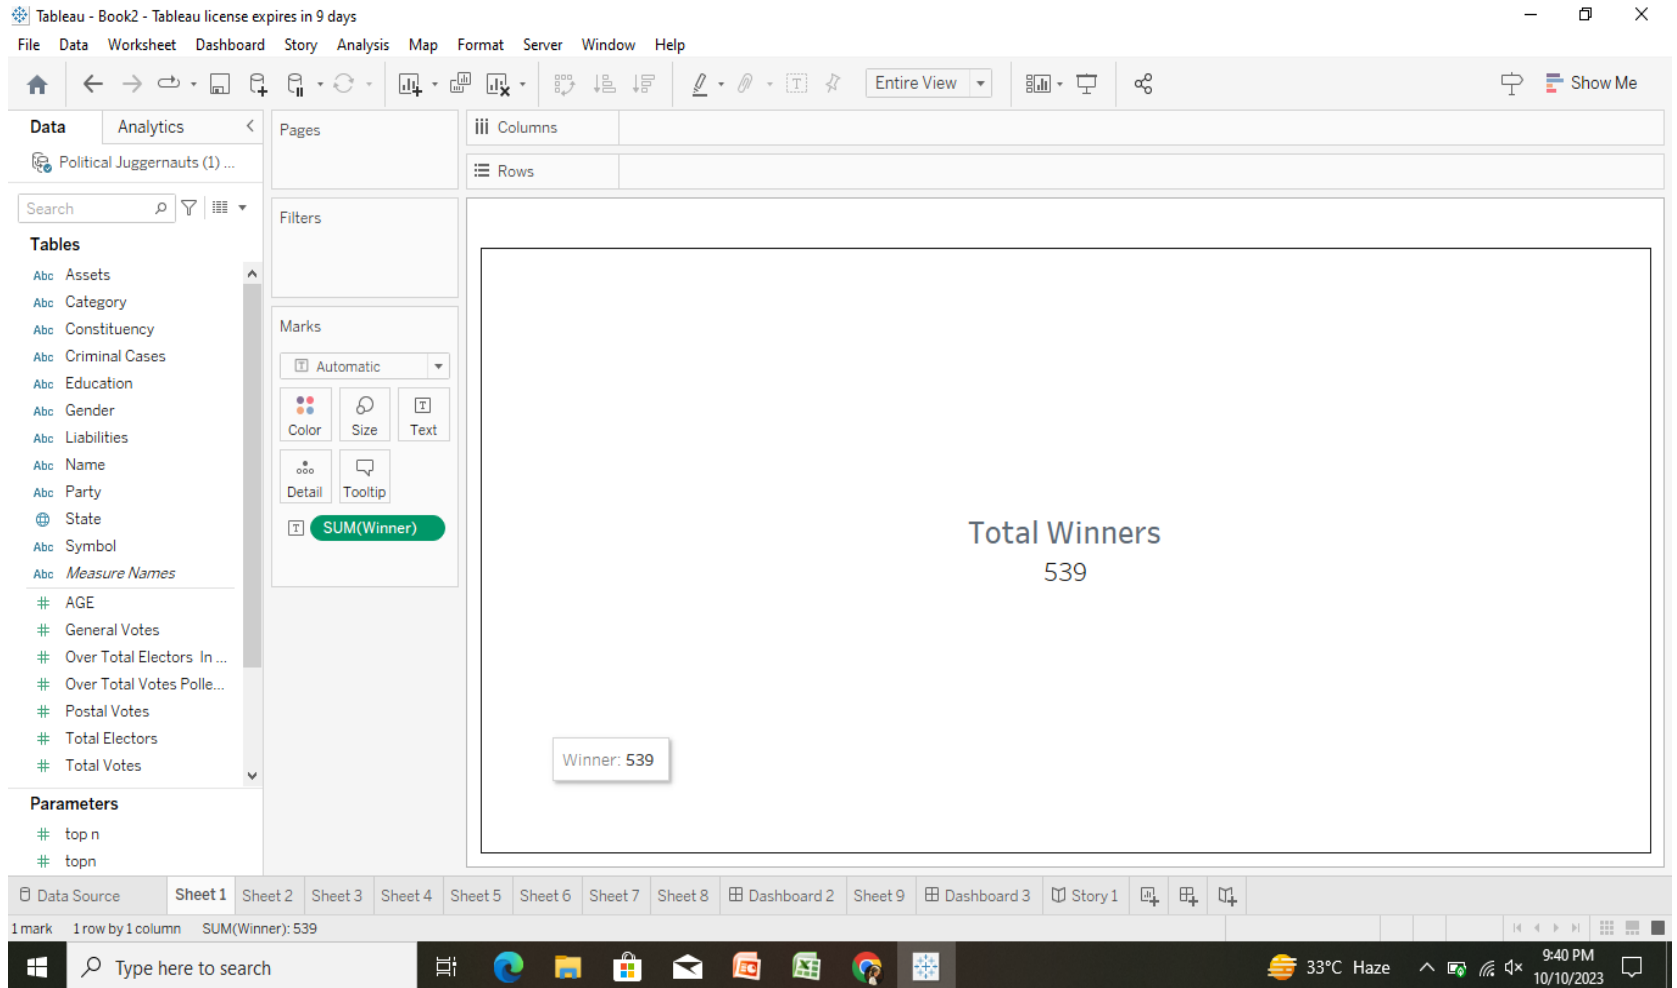 Tableau - Book2 - Tableau license expires in 9 days
File Data Worksheet Dashboard Story Analysis Map Format Server Window Help
Entire View
Show Me
Data Analytics
Political Juggernauts (1) ...
Search
Tables
Abc Assets
Abc Category
Abc Constituency
Abc Criminal Cases
Abc Education
Abc Gender
Abc Liabilities
Abc Name
Abc Party
State
Abc Symbol
Abc Measure Names
# AGE
# General Votes
# Over Total Electors In ...
# Over Total Votes Polle...
# Postal Votes
# Total Electors
# Total Votes
Parameters
# top n
# topn
Pages
Filters
Marks
T Automatic
Color Size Text
Detail Tooltip
T SUM(Winner)
iii Columns
Rows
Total Winners
539
Winner: 539
Data Source Sheet 1 Sheet 2 Sheet 3 Sheet 4 Sheet 5 Sheet 6 Sheet 7 Sheet 8 Dashboard 2 Sheet 9 Dashboard 3 Story 1
1 mark 1 row by 1 column SUM(Winner): 539
Type here to search
33°C Haze
9:40 PM
10/10/2023